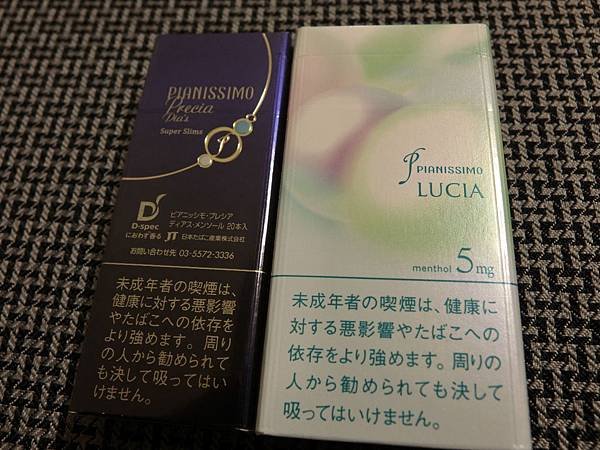 PIANISSIMO
Precia
Dia's
Super Slims
D-spec
におわず香る
ピアニッシモ・プレシア
ディアス・メンソール 20本入
JT 日本たばこ産業株式会社
お問い合わせ先 03-5572-3336
未成年者の喫煙は、
健康に対する悪影響
やたばこへの依存
をより強めます。周り
の人から勧められて
も決して吸ってはい
けません。
PIANISSIMO
LUCIA
menthol 5mg
未成年者の喫煙は、健康に
対する悪影響やたばこへの
依存をより強めます。周りの
人から勧められても決して
吸ってはいけません。